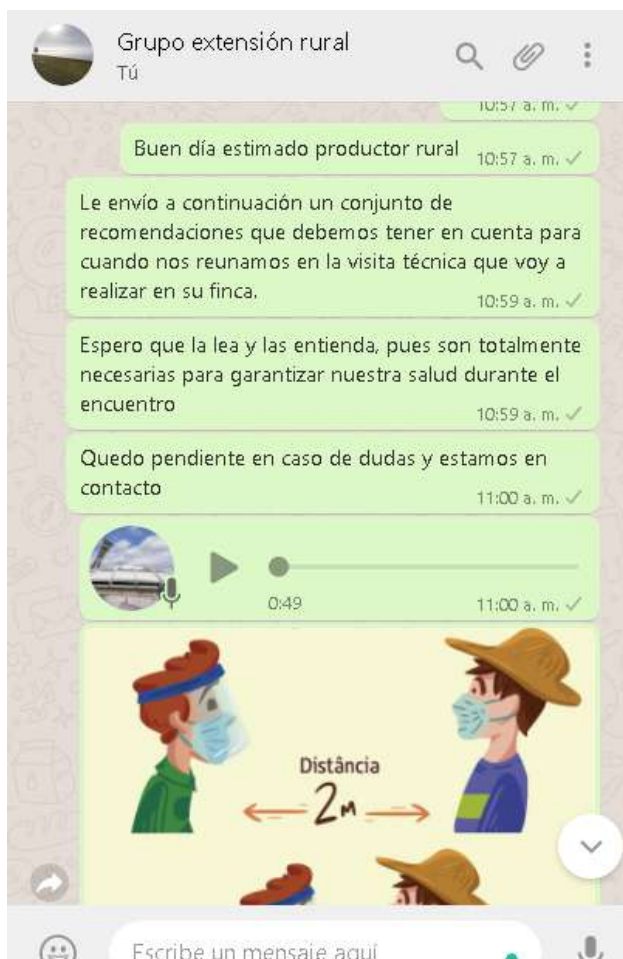 Grupo extensión rural
Tú
10:57 a. m.
Buen día estimado productor rural
10:57 a. m.
Le envío a continuación un conjunto de
recomendaciones que debemos tener en cuenta para
cuando nos reunamos en la visita técnica que voy a
realizar en su finca.
10:59 a. m.
Espero que la lea y las entienda, pues son totalmente
necesarias para garantizar nuestra salud durante el
encuentro
10:59 a. m.
Quedo pendiente en caso de dudas y estamos en
contacto
11:00 a. m.
0:49
11:00 a. m.
Distância
2M
Escribe un mensaje aquí